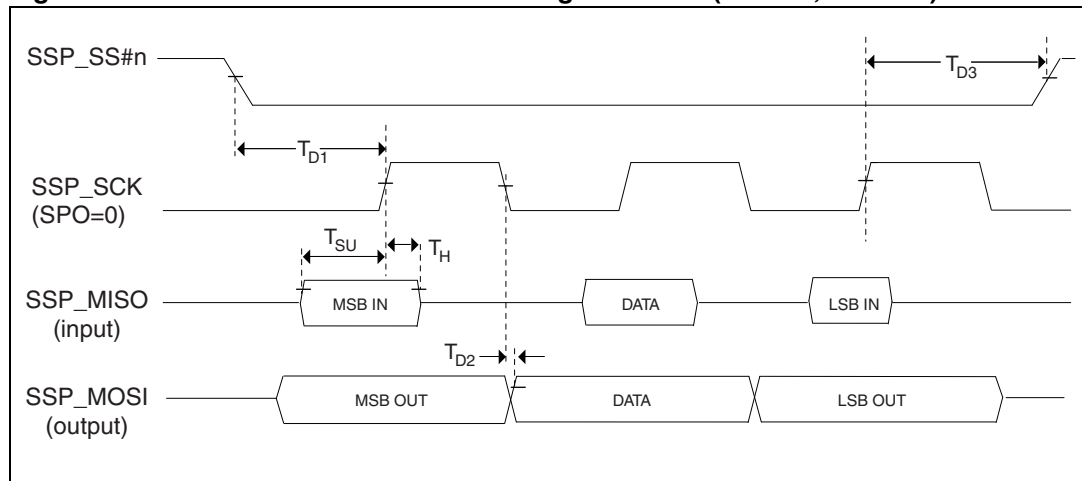 SSP_SS#n
T_D3
T_D1
SSP_SCK
(SPO=0)
T_SU
T_H
SSP_MISO
(input)
MSB IN
DATA
LSB IN
T_D2
SSP_MOSI
(output)
MSB OUT
DATA
LSB OUT